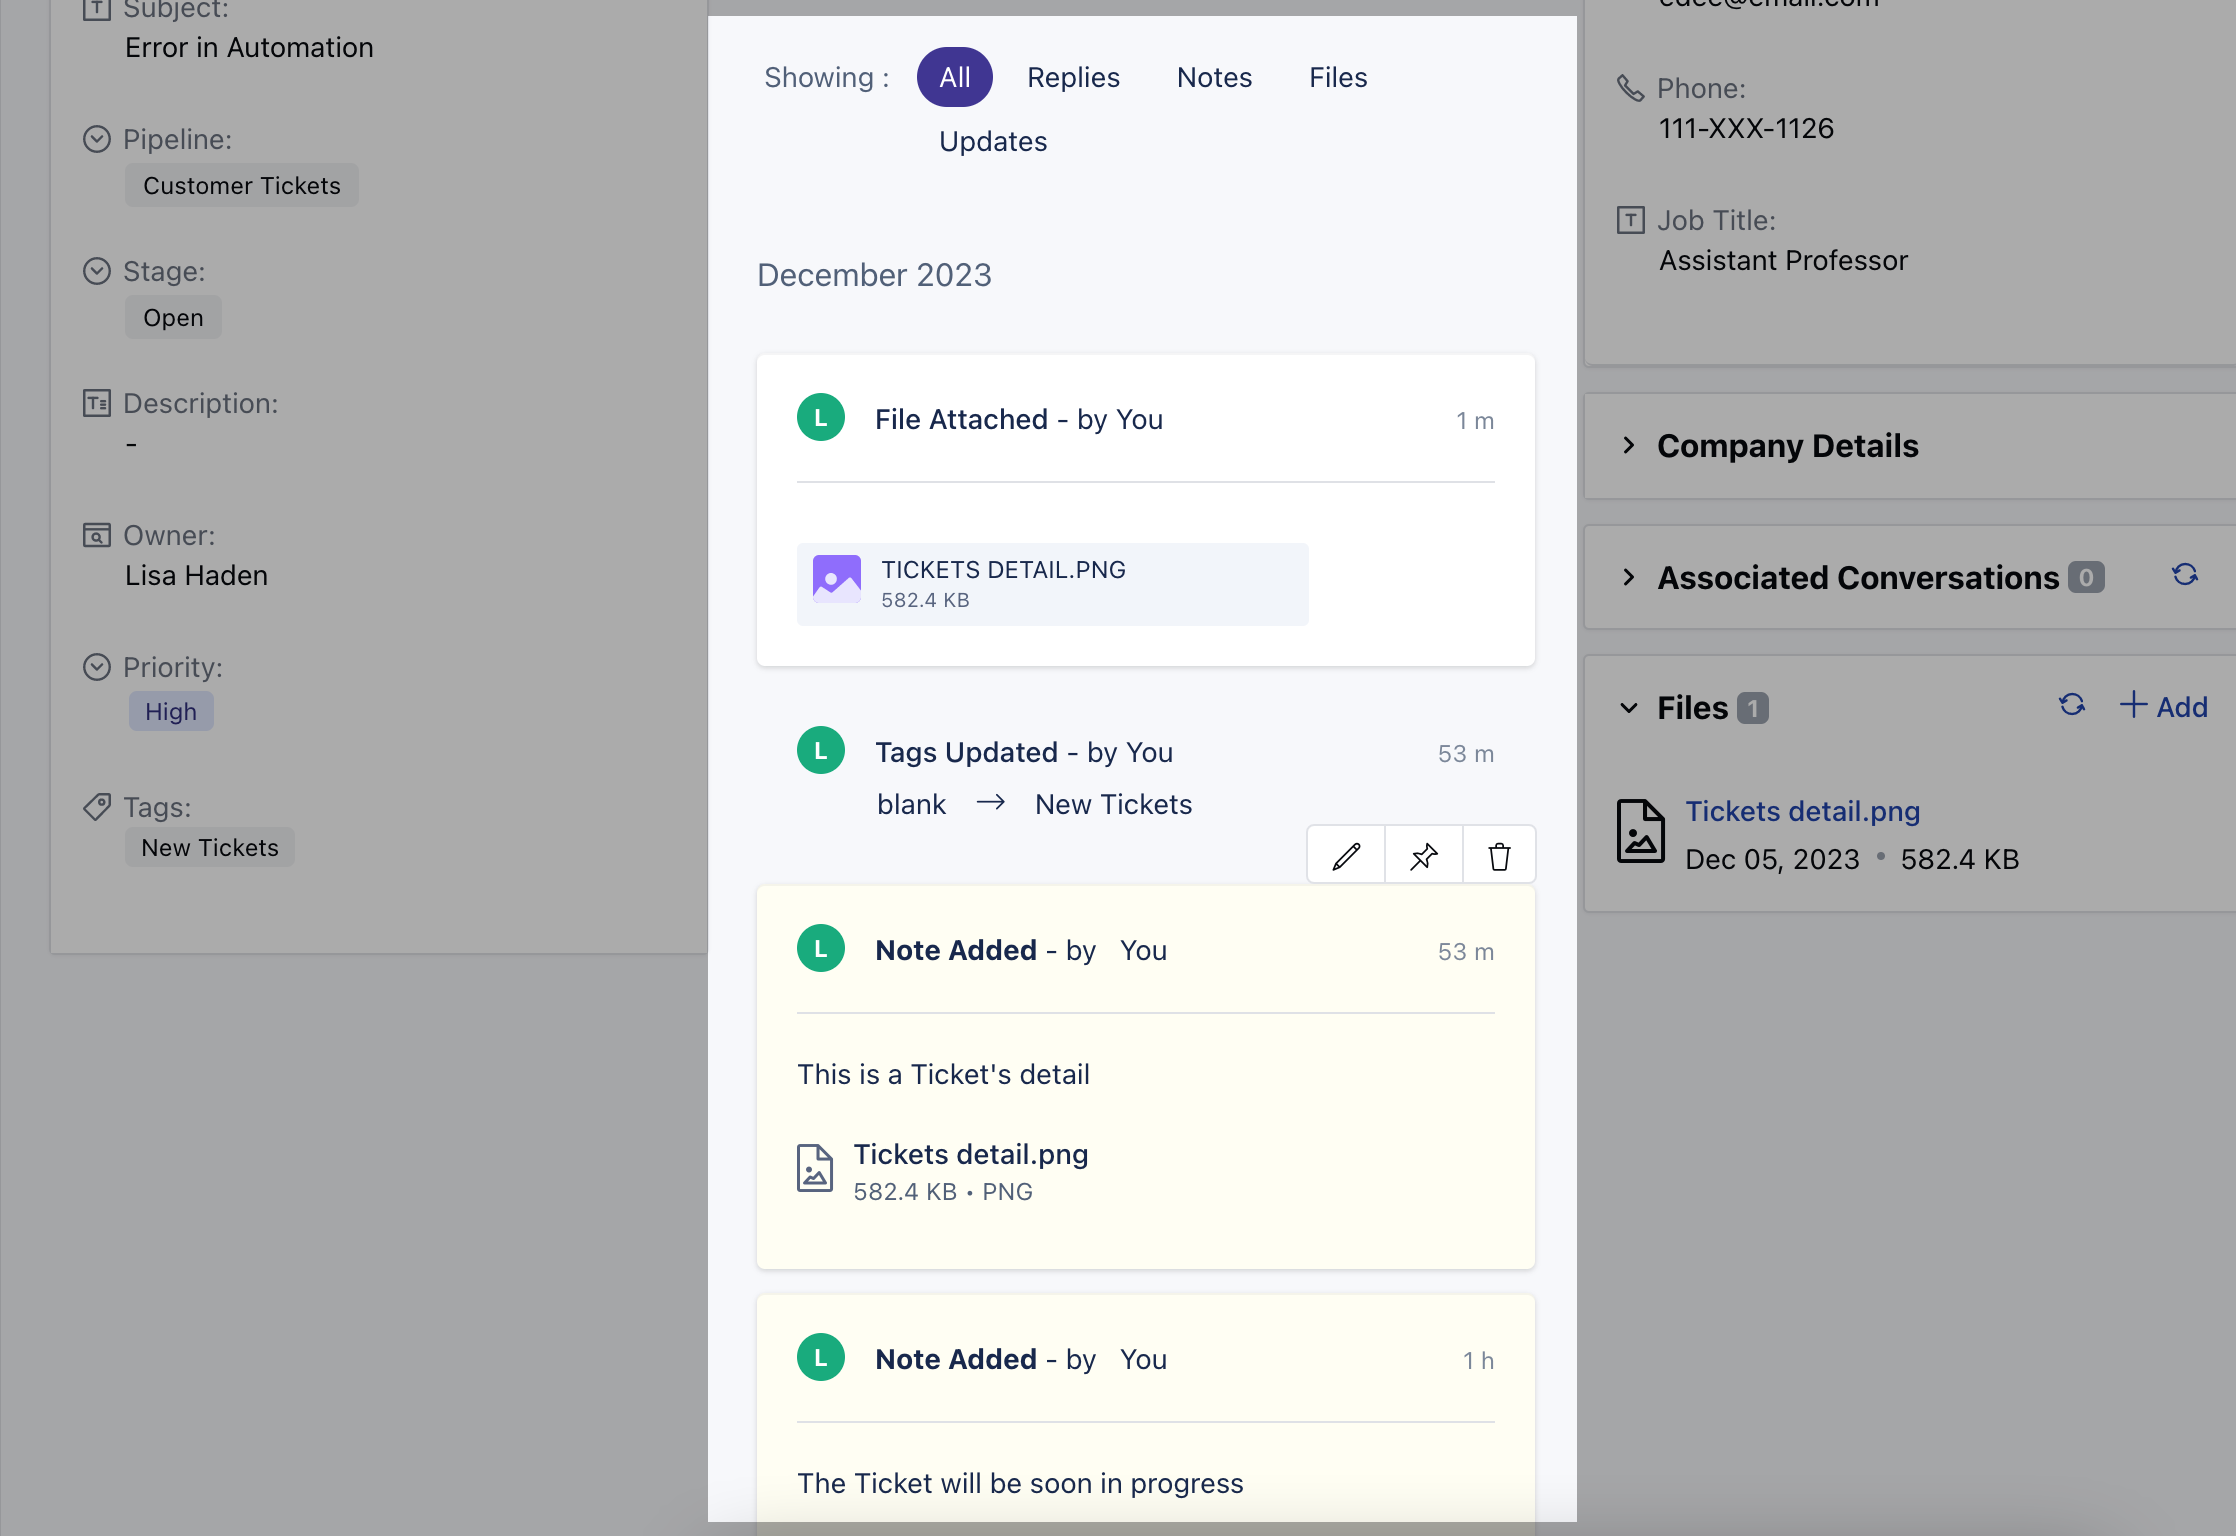 Subject:
Error in Automation
Pipeline:
Customer Tickets
Stage:
Open
Description:
-
Owner:
Lisa Haden
Priority:
High
Tags:
New Tickets
Showing : All Replies Notes Files
Updates
December 2023
L File Attached - by You 1 m
TICKETS DETAIL.PNG
582.4 KB
L Tags Updated - by You 53 m
blank → New Tickets
L Note Added - by You 53 m
This is a Ticket's detail
Tickets detail.png
582.4 KB • PNG
L Note Added - by You 1 h
The Ticket will be soon in progress
Phone:
111-XXX-1126
Job Title:
Assistant Professor
Company Details
Associated Conversations 0
Files 1 + Add
Tickets detail.png
Dec 05, 2023 • 582.4 KB